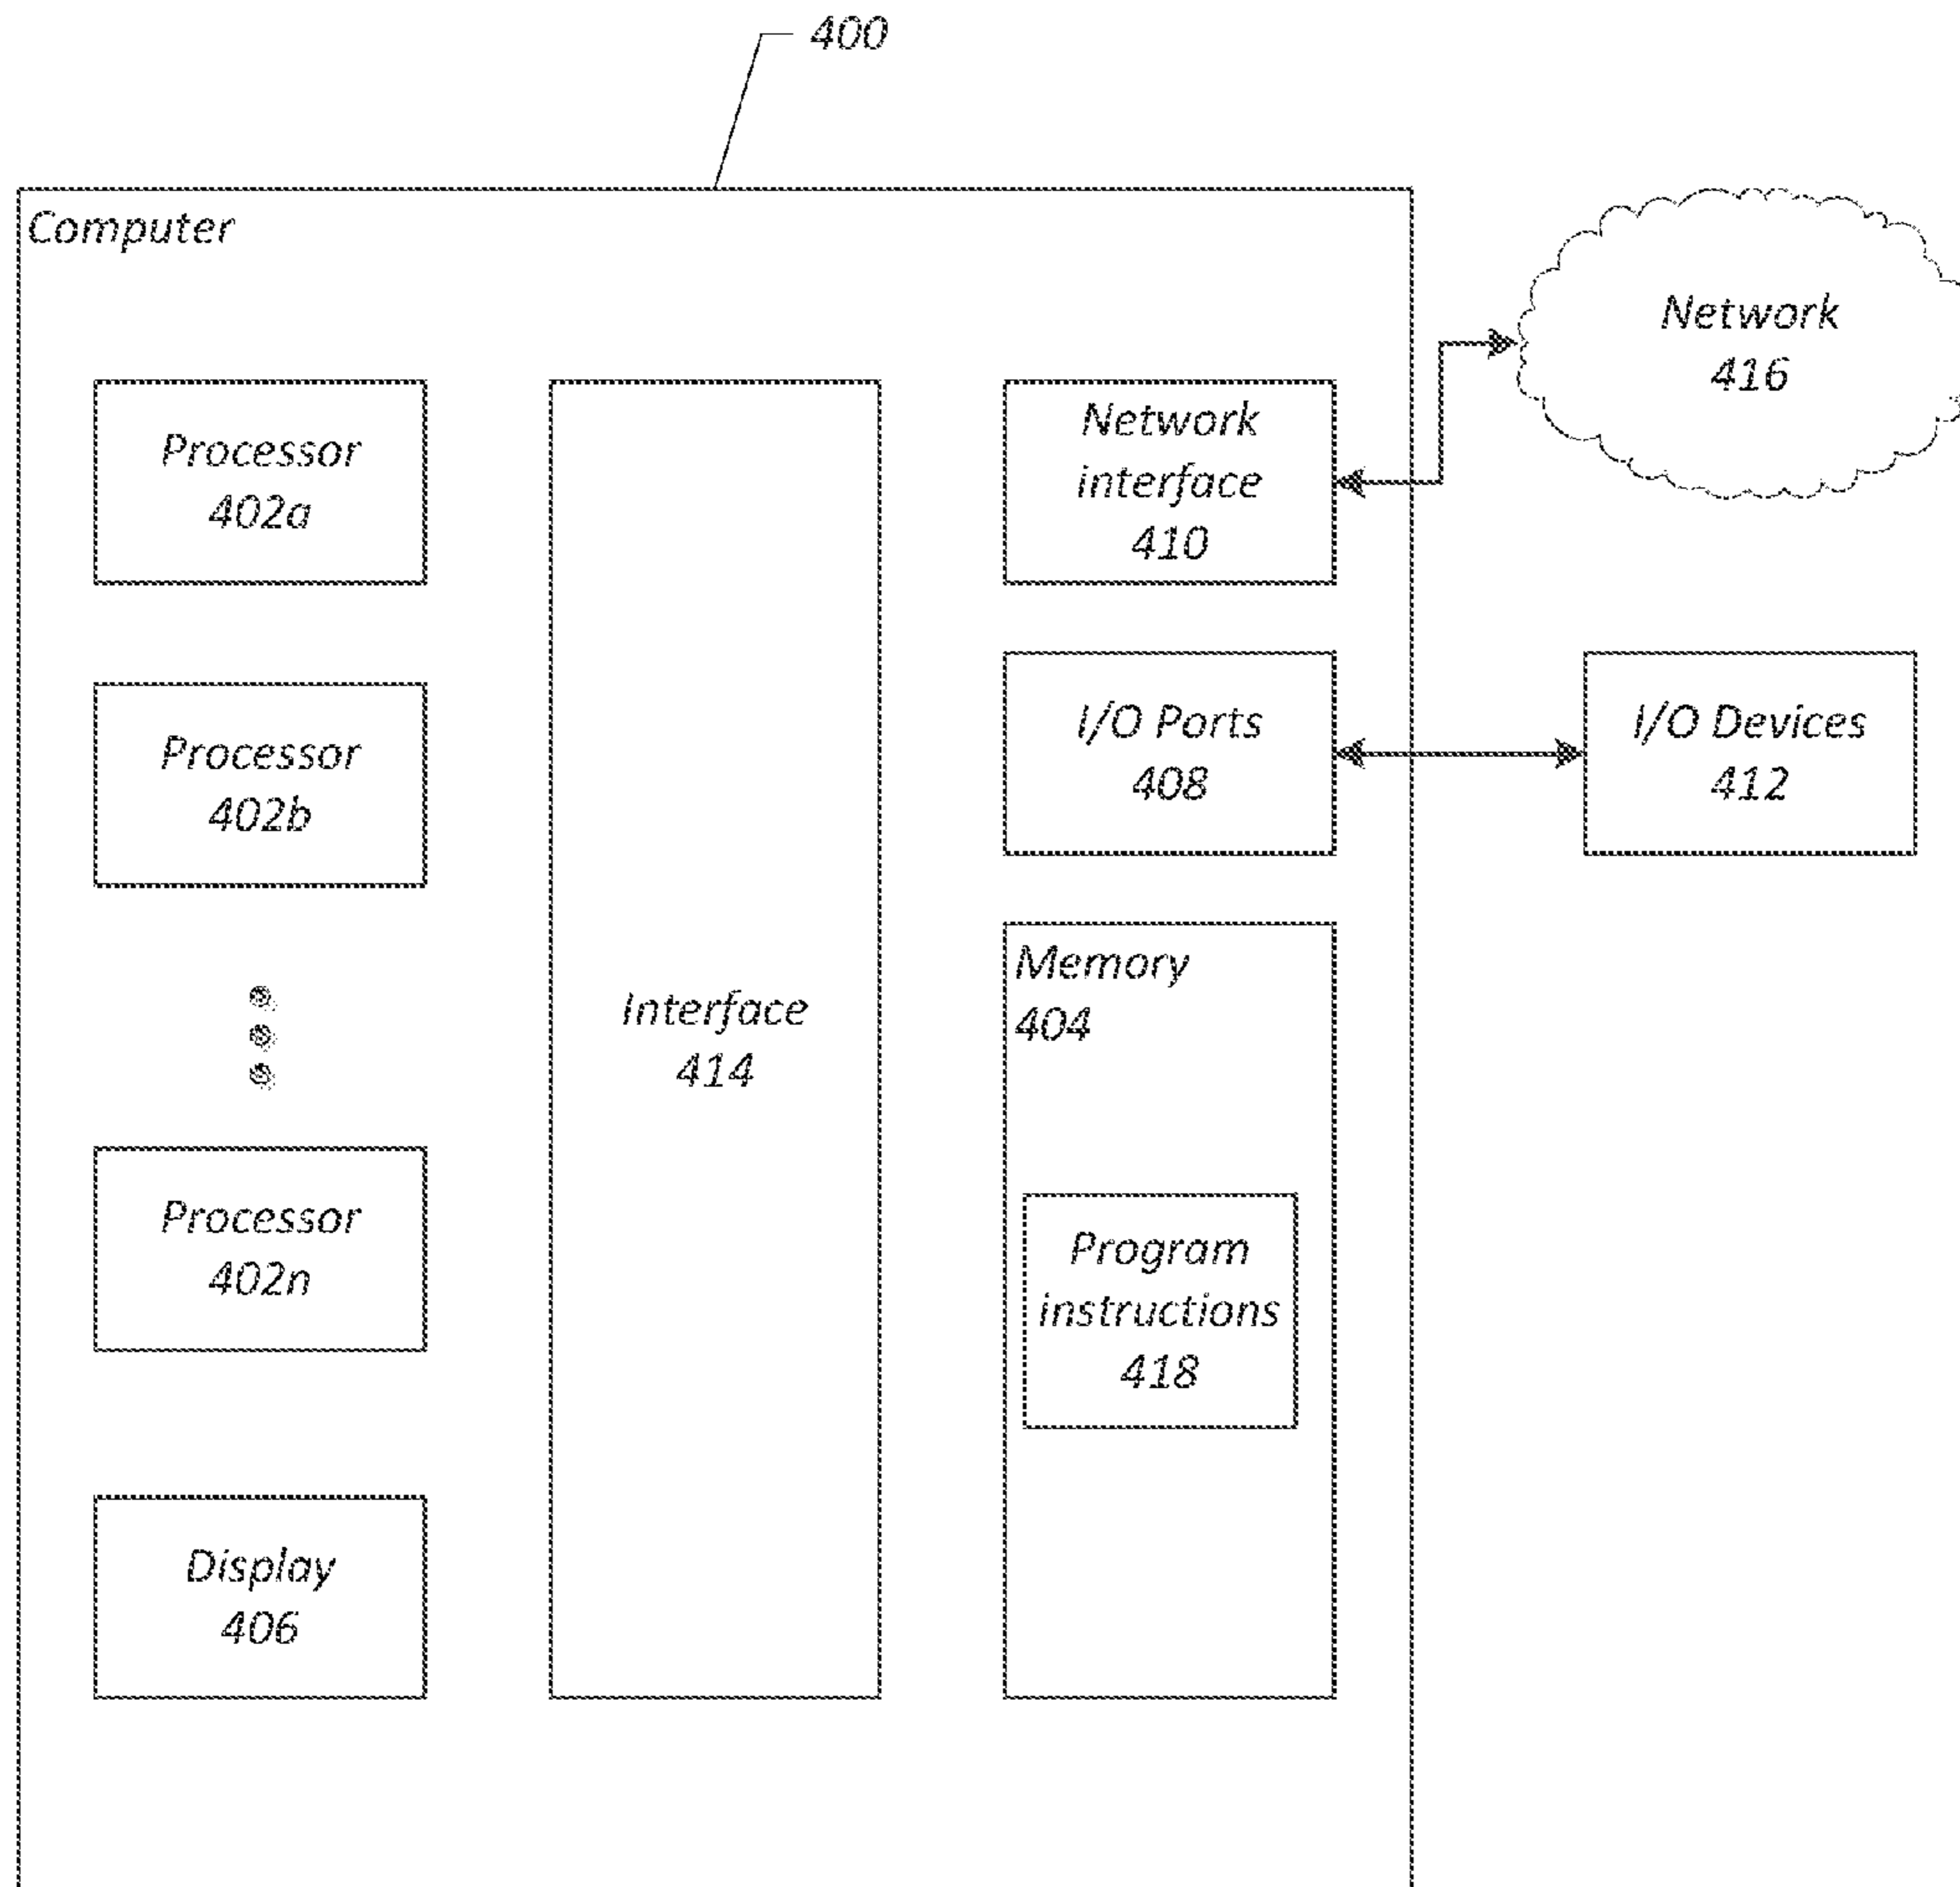 400
Computer
Network
416
Processor
402a
Network
interface
410
Processor
402b
I/O Ports
408
I/O Devices
412
Interface
414
Memory
404
Processor
402n
Program
instructions
418
Display
406